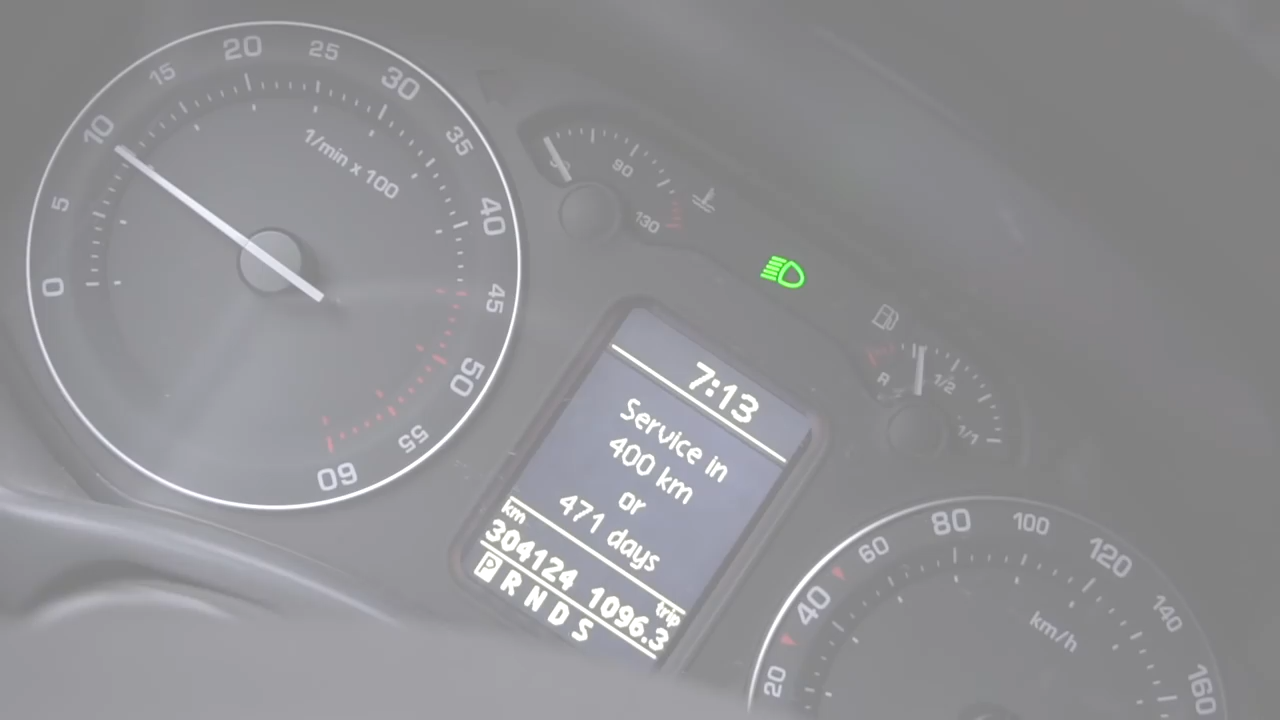 0
5
10
15
20
25
30
35
40
45
50
55
60
1/min x 100
90
130
7:13
Service in
400 km
or
471 days
km
trip
304124 1096.3
P R N D S
R
1/2
1/1
20
40
60
80
100
120
140
160
km/h